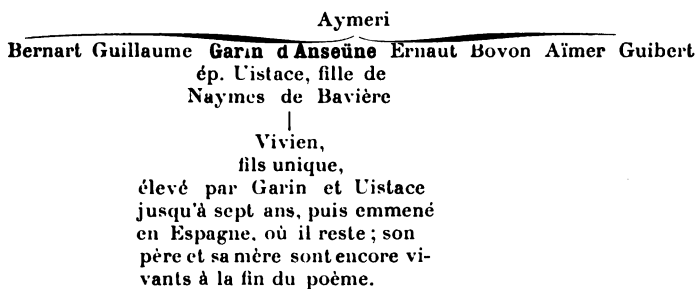 Aymeri
Bernart Guillaume Garin d'Anseüne Ernaut Bovon Aïmer Guibert
ép. Uistace, fille de
Naymes de Bavière
Vivien,
fils unique,
élevé par Garin et Uistace
jusqu'à sept ans, puis emmené
en Espagne, où il reste ; son
père et sa mère sont encore vi-
vants à la fin du poème.